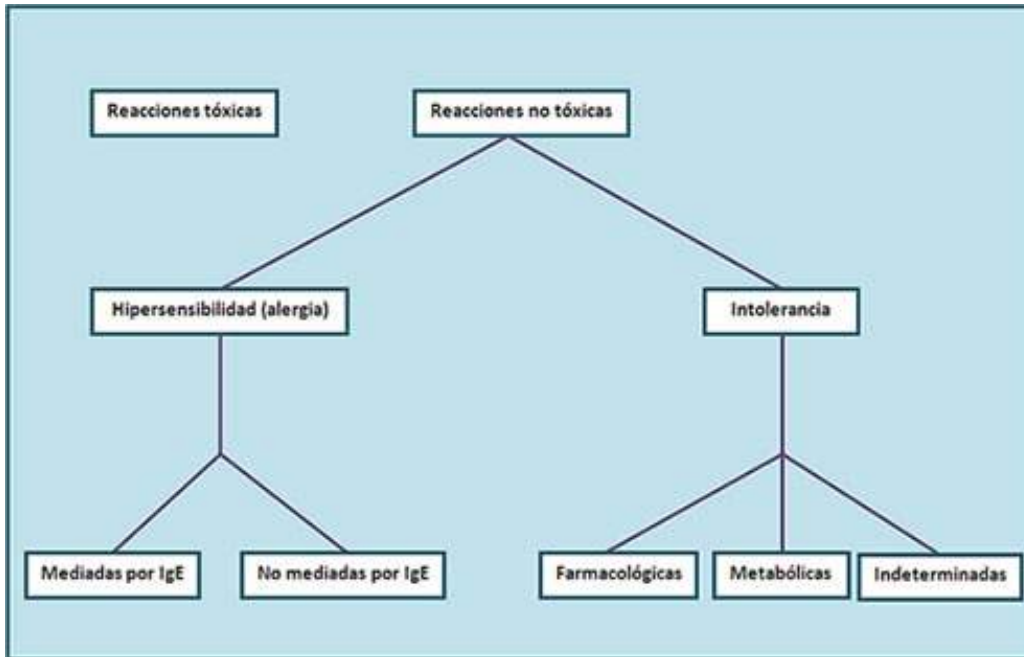 Reacciones tóxicas
Reacciones no tóxicas
Hipersensibilidad (alergia)
Intolerancia
Mediadas por IgE
No mediadas por IgE
Farmacológicas
Metabólicas
Indeterminadas